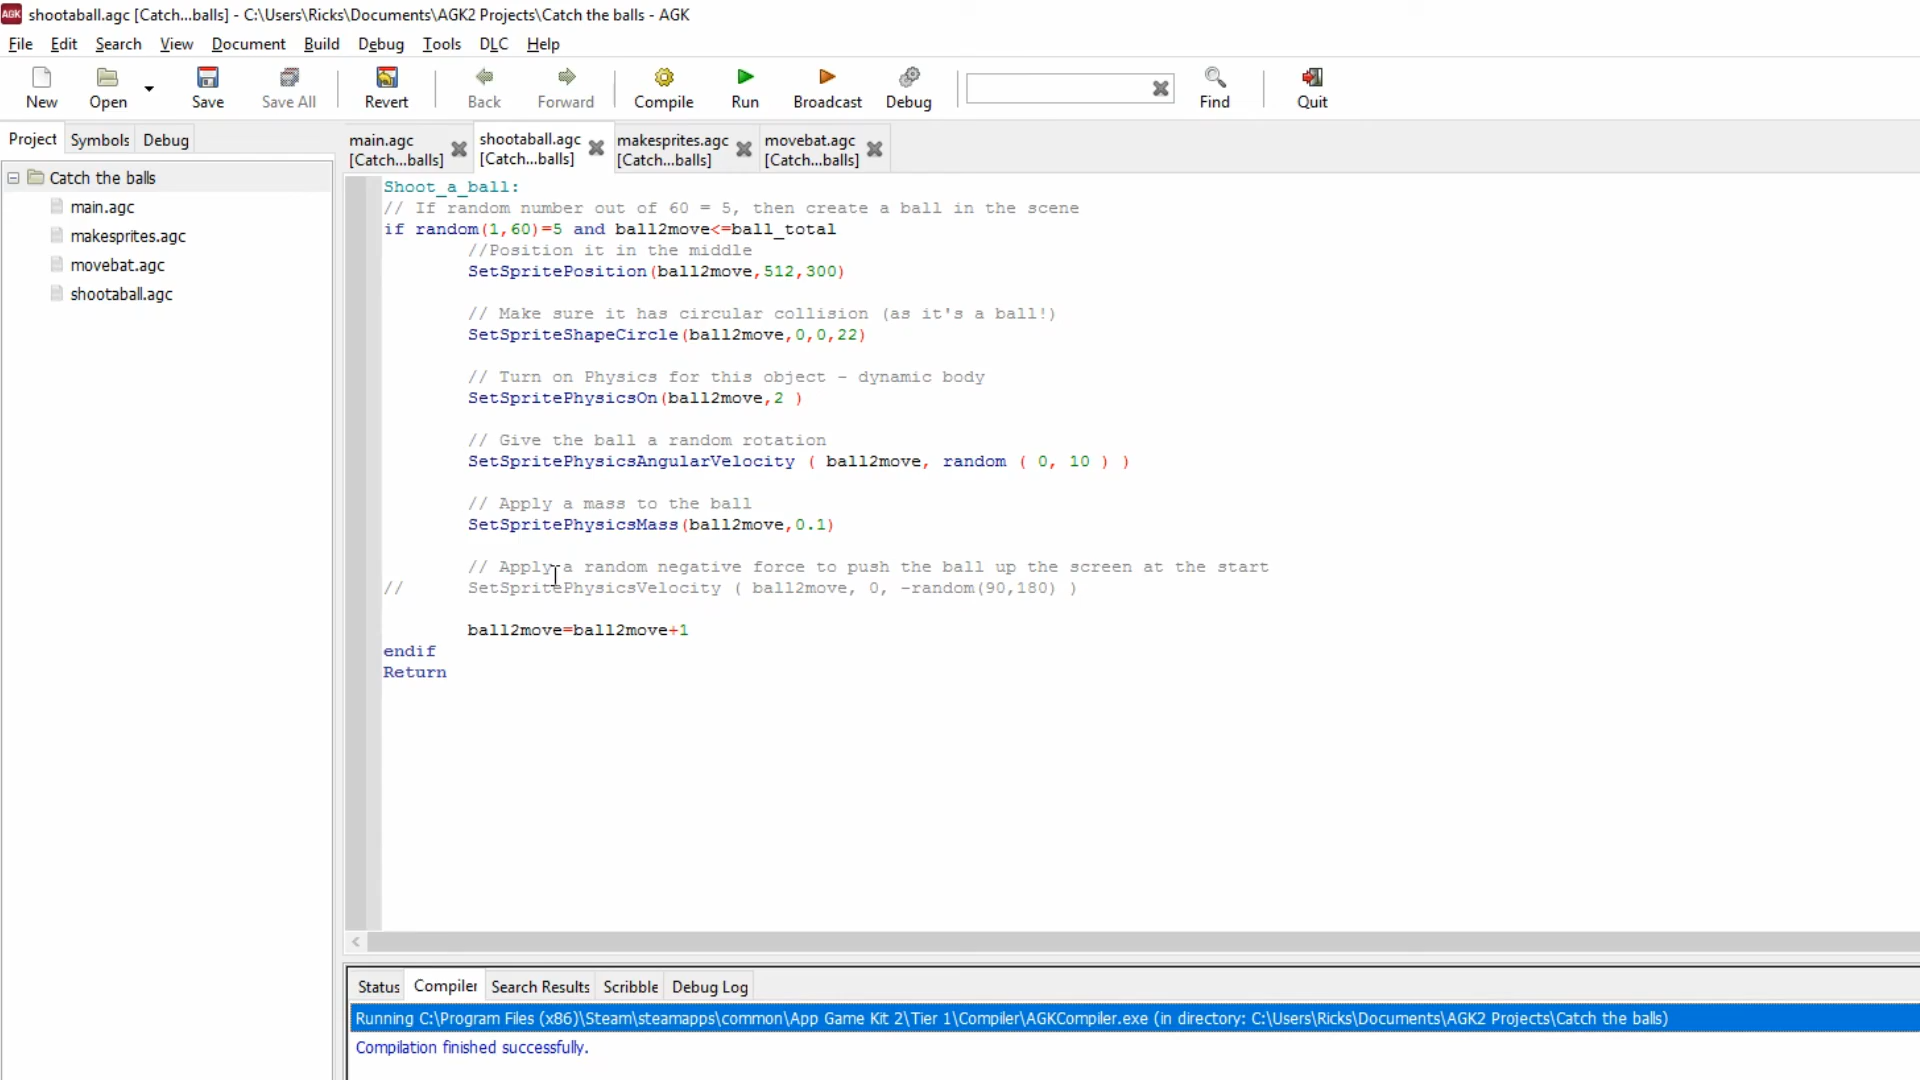 AGK shootaball.agc [Catch...balls] - C:\Users\Ricks\Documents\AGK2 Projects\Catch the balls - AGK
File Edit Search View Document Build Debug Tools DLC Help
New Open Save Save All Revert Back Forward Compile Run Broadcast Debug Find Quit
Project Symbols Debug
main.agc [Catch...balls]
shootaball.agc [Catch...balls]
makesprites.agc [Catch...balls]
movebat.agc [Catch...balls]
Catch the balls
main.agc
makesprites.agc
movebat.agc
shootaball.agc
Shoot_a_ball:
// If random number out of 60 = 5, then create a ball in the scene
if random(1,60)=5 and ball2move<=ball_total
//Position it in the middle
SetSpritePosition(ball2move,512,300)
// Make sure it has circular collision (as it's a ball!)
SetSpriteShapeCircle(ball2move,0,0,22)
// Turn on Physics for this object - dynamic body
SetSpritePhysicsOn(ball2move,2 )
// Give the ball a random rotation
SetSpritePhysicsAngularVelocity ( ball2move, random ( 0, 10 ) )
// Apply a mass to the ball
SetSpritePhysicsMass(ball2move,0.1)
// Apply a random negative force to push the ball up the screen at the start
// SetSpritePhysicsVelocity ( ball2move, 0, -random(90,180) )
ball2move=ball2move+1
endif
Return
Status Compiler Search Results Scribble Debug Log
Running C:\Program Files (x86)\Steam\steamapps\common\App Game Kit 2\Tier 1\Compiler\AGKCompiler.exe (in directory: C:\Users\Ricks\Documents\AGK2 Projects\Catch the balls)
Compilation finished successfully.